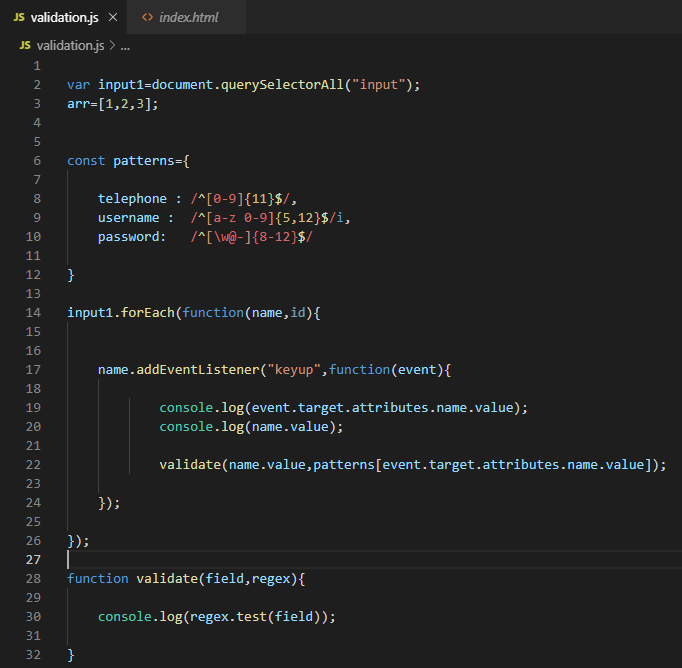 JS validation.js × <> index.html
JS validation.js > ...
1
2 var input1=document.querySelectorAll("input");
3 arr=[1,2,3];
4
5
6 const patterns={
7
8 telephone : /^[0-9]{11}$/,
9 username :  /^[a-z 0-9]{5,12}$/i,
10 password:   /^[\w@-]{8-12}$/
11
12 }
13
14 input1.forEach(function(name,id){
15
16
17 name.addEventListener("keyup",function(event){
18
19 console.log(event.target.attributes.name.value);
20 console.log(name.value);
21
22 validate(name.value,patterns[event.target.attributes.name.value]);
23
24 });
25
26 });
27
28 function validate(field,regex){
29
30 console.log(regex.test(field));
31
32 }